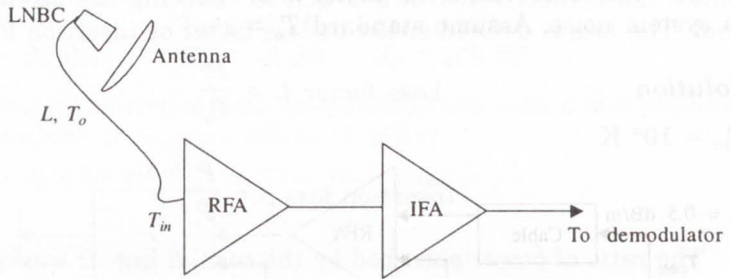 LNBC
Antenna
L, To
RFA
IFA
Tin
To demodulator